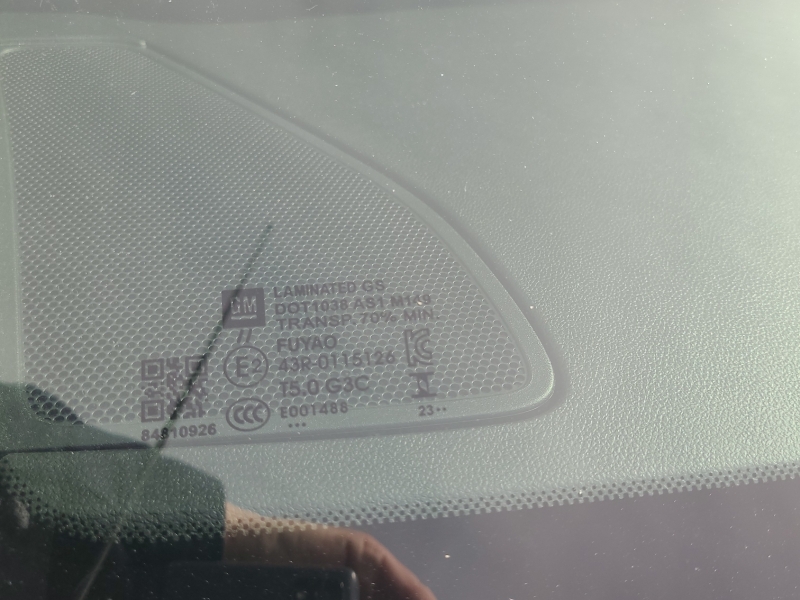 GM
LAMINATED GS
DOT1038 AS1 M149
TRANSP. 70% MIN.
FUYAO
E2
43R-0115126
T5.0 G3C
CCC
E001488
23••
84810926